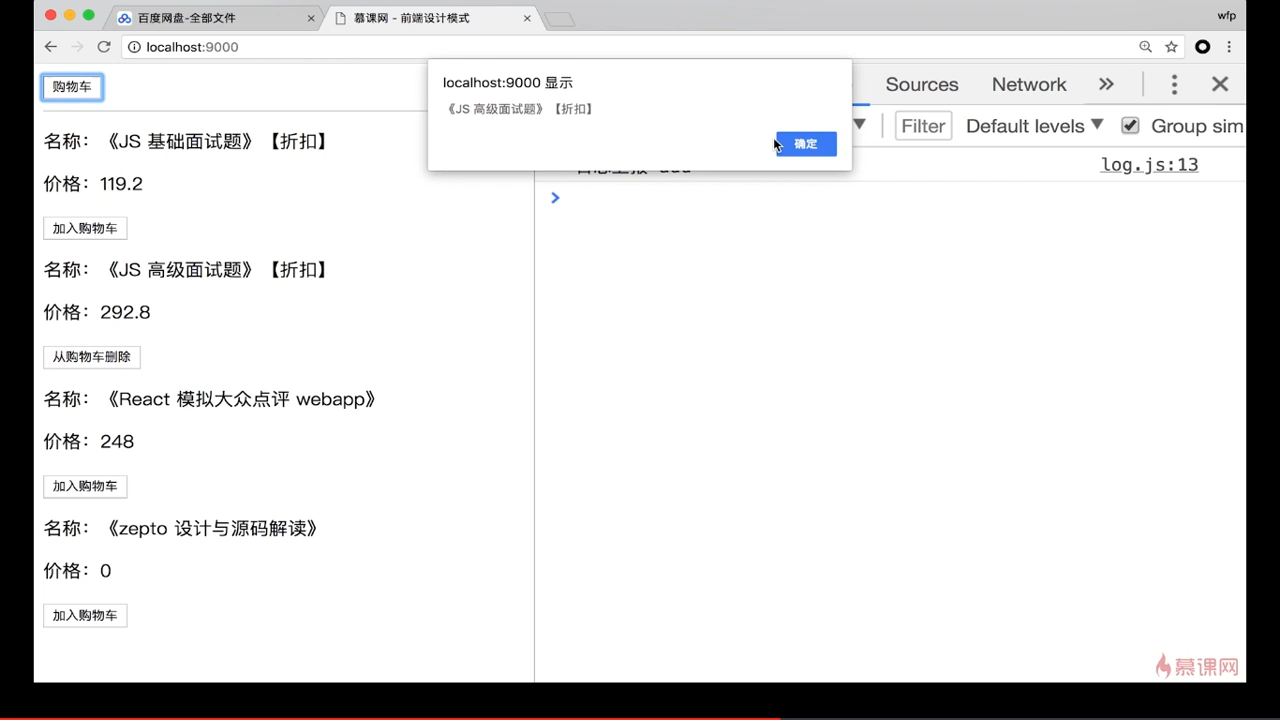 百度网盘-全部文件
慕课网 - 前端设计模式
wfp
localhost:9000
购物车
localhost:9000 显示
《JS 高级面试题》【折扣】
确定
Sources
Network
Filter
Default levels
Group sim
log.js:13
名称：《JS 基础面试题》【折扣】
价格：119.2
加入购物车
名称：《JS 高级面试题》【折扣】
价格：292.8
从购物车删除
名称：《React 模拟大众点评 webapp》
价格：248
加入购物车
名称：《zepto 设计与源码解读》
价格：0
加入购物车
慕课网